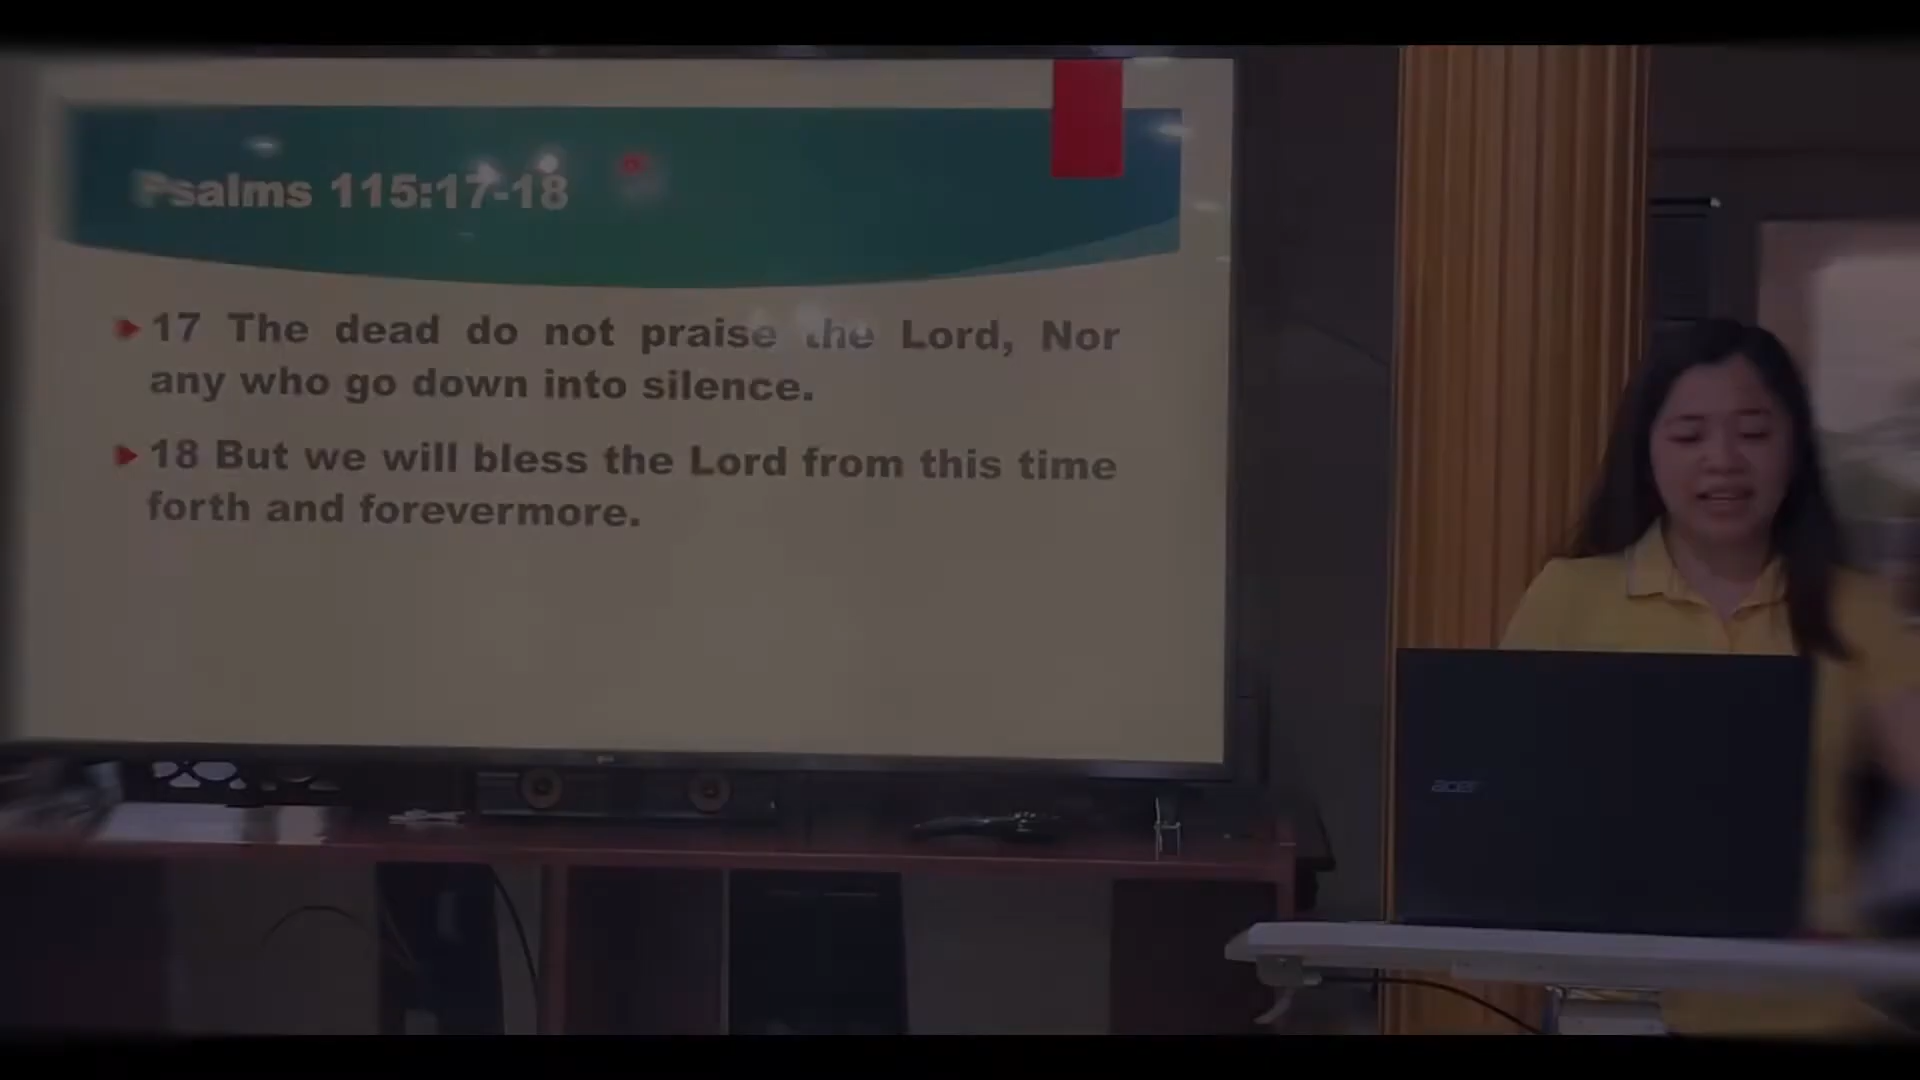 Psalms 115:17-18
17 The dead do not praise the Lord, Nor
any who go down into silence.
18 But we will bless the Lord from this time
forth and forevermore.
acer